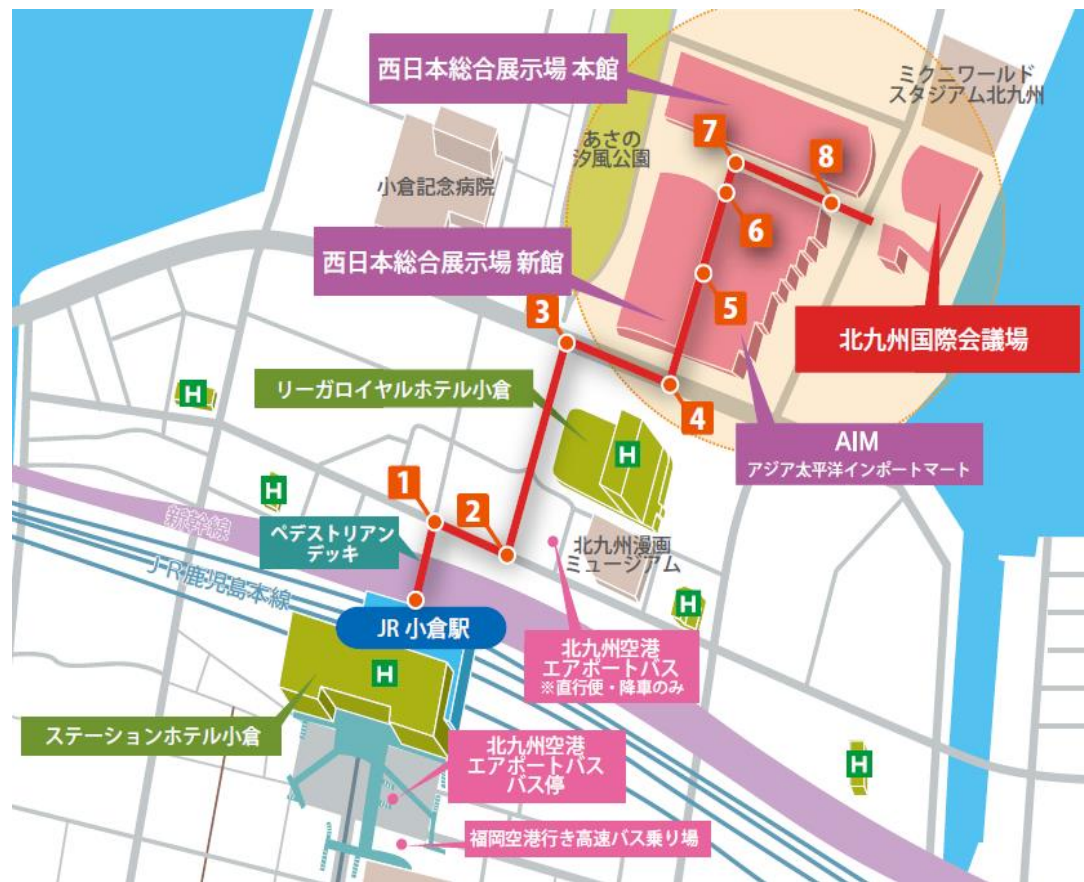 西日本総合展示場 本館
ミクニワールド
スタジアム北九州
あさの
汐風公園
7
8
小倉記念病院
6
西日本総合展示場 新館
5
3
北九州国際会議場
リーガロイヤルホテル小倉
4
H
H
AIM
アジア太平洋インポートマート
H
1
2
新幹線
ペデストリアン
デッキ
北九州漫画
ミュージアム
JR鹿児島本線
H
JR 小倉駅
北九州空港
エアポートバス
※直行便・降車のみ
H
ステーションホテル小倉
北九州空港
エアポートバス
バス停
H
福岡空港行き高速バス乗り場